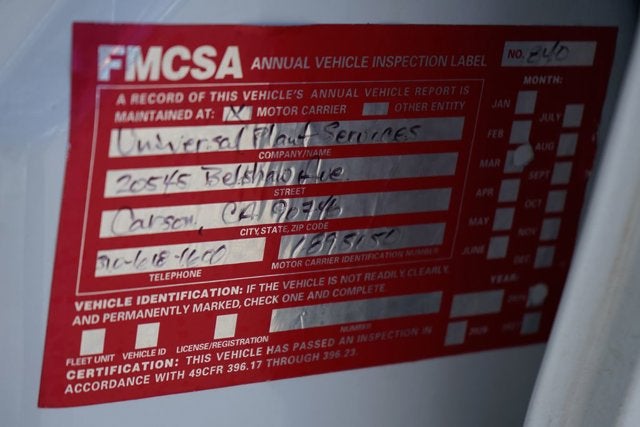 FMCSA ANNUAL VEHICLE INSPECTION LABEL NO. 840
A RECORD OF THIS VEHICLE'S ANNUAL VEHICLE REPORT IS
MAINTAINED AT: X MOTOR CARRIER OTHER ENTITY
Universal Plant Services
COMPANY/NAME
20545 Belshaw Ave
STREET
Carson, CA. 90746
CITY, STATE, ZIP CODE
310-618-1600
TELEPHONE
1895150
MOTOR CARRIER IDENTIFICATION NUMBER
MONTH:
JAN JULY
FEB AUG
MAR SEPT
APR OCT
MAY NOV
JUNE DEC
YEAR:
VEHICLE IDENTIFICATION: IF THE VEHICLE IS NOT READILY, CLEARLY,
AND PERMANENTLY MARKED, CHECK ONE AND COMPLETE.
FLEET UNIT VEHICLE ID LICENSE/REGISTRATION NUMBER
CERTIFICATION: THIS VEHICLE HAS PASSED AN INSPECTION IN
ACCORDANCE WITH 49CFR 396.17 THROUGH 396.23.